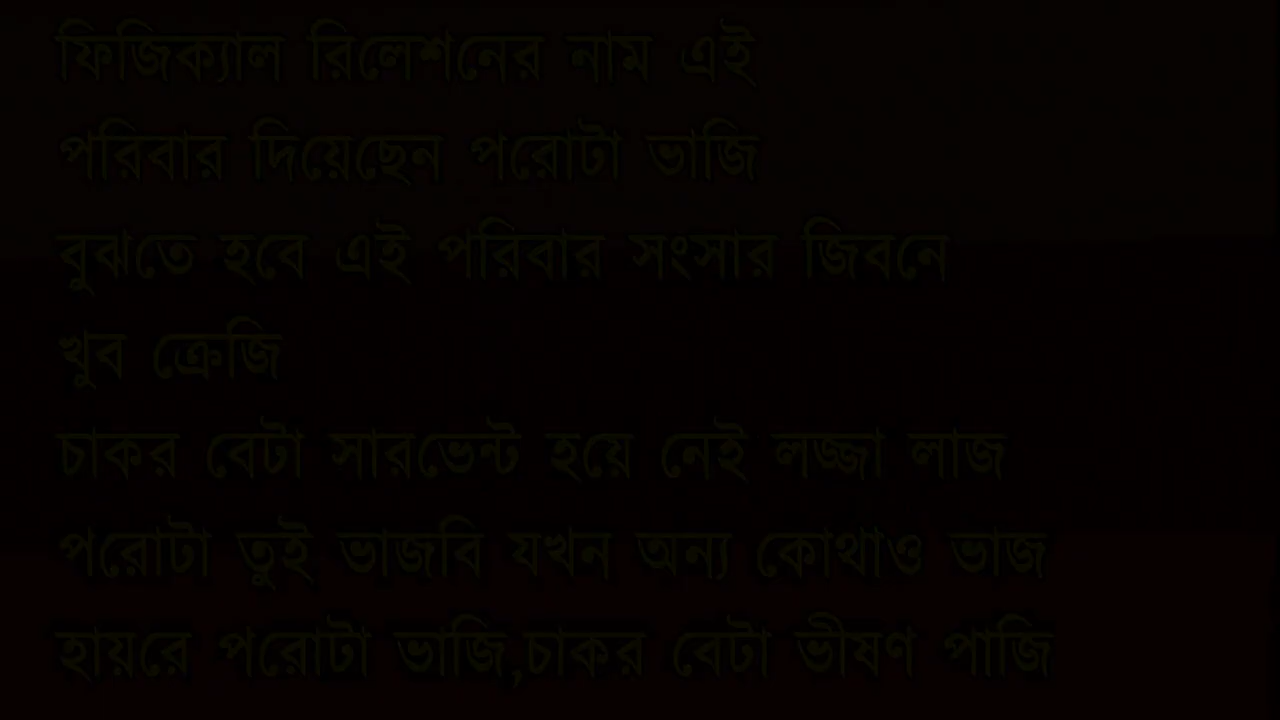 ফিজিক্যাল রিলেশনের নাম এই
পরিবার দিয়েছেন পরোটা ভাজি
বুঝতে হবে এই পরিবার সংসার জিবনে
খুব ক্রেজি
চাকর বেটা সারভেন্ট হয়ে নেই লজ্জা লাজ
পরোটা তুই ভাজবি যখন অন্য কোথাও ভাজ
হায়রে পরোটা ভাজি,চাকর বেটা ভীষণ পাজি